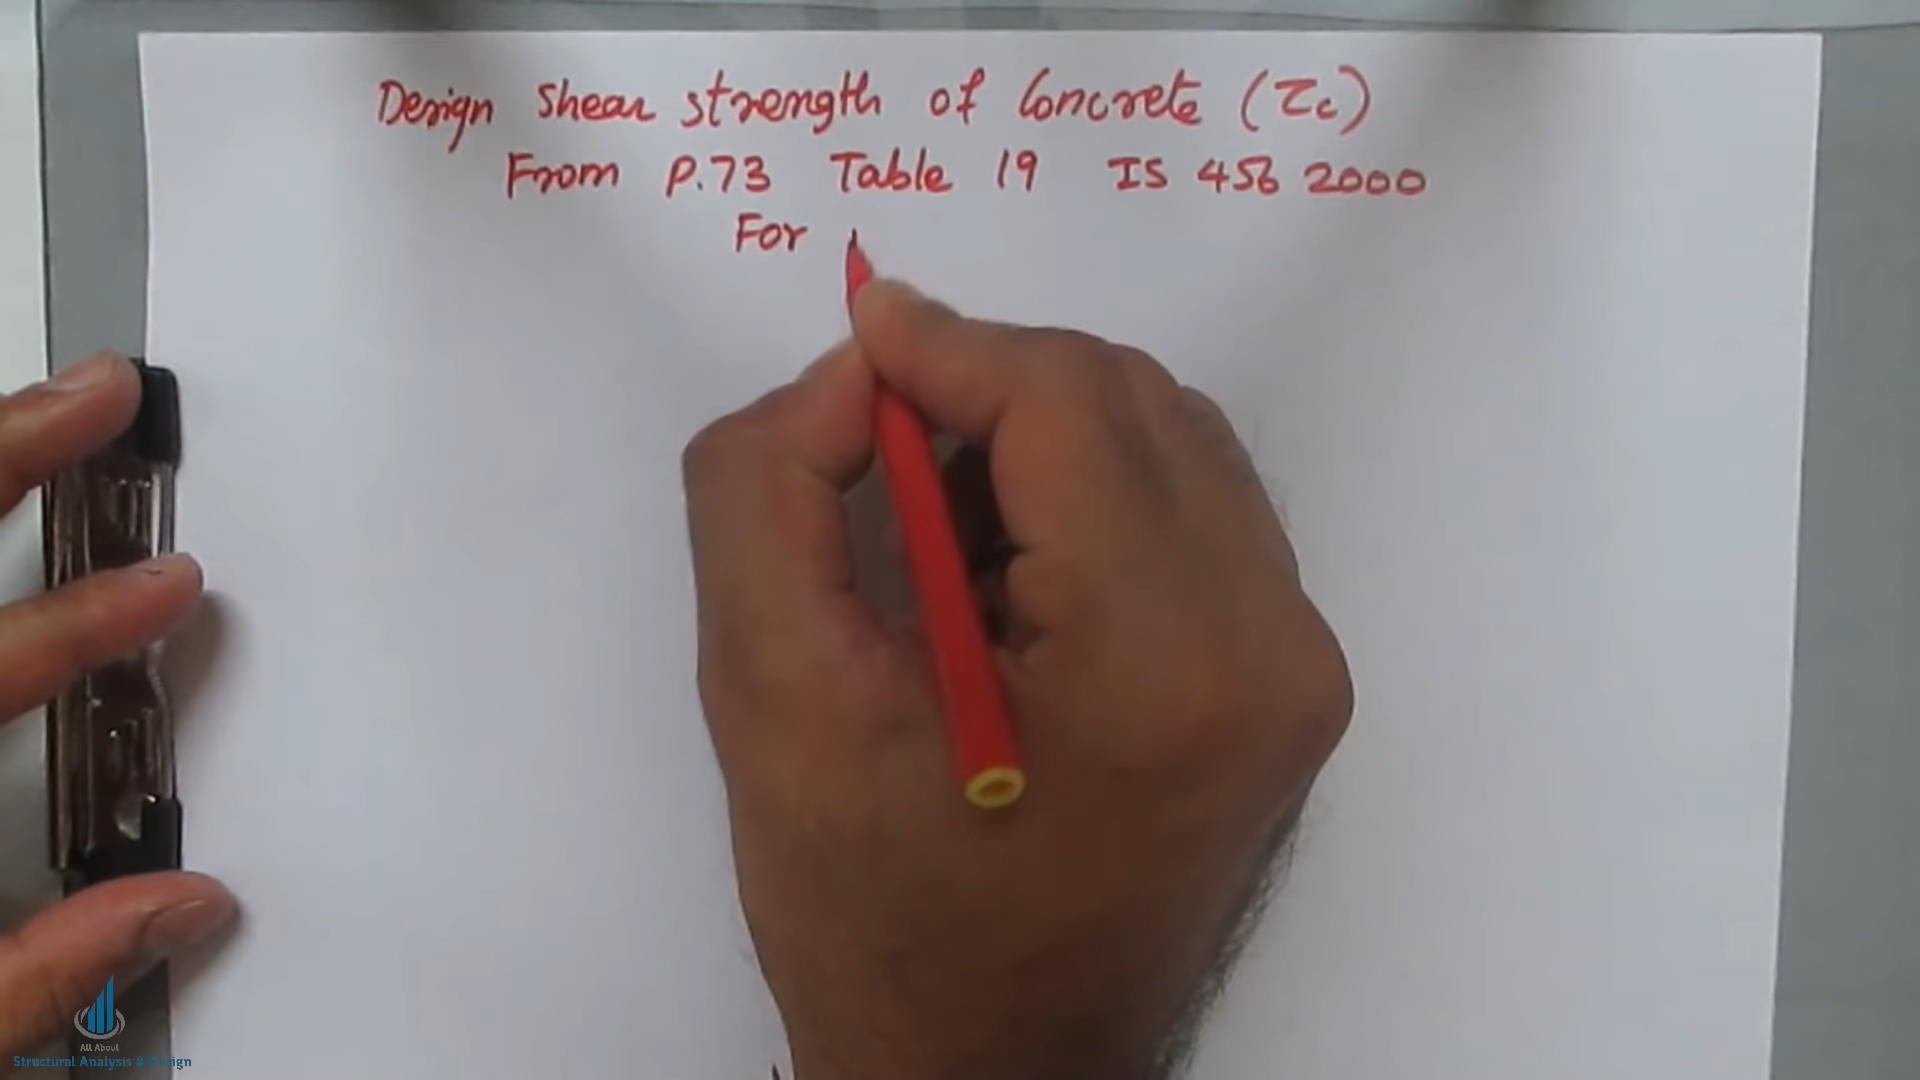 Design Shear strength of Concrete (τc)
From P.73 Table 19 IS 456 2000
For
All About
Structural Analysis & Design